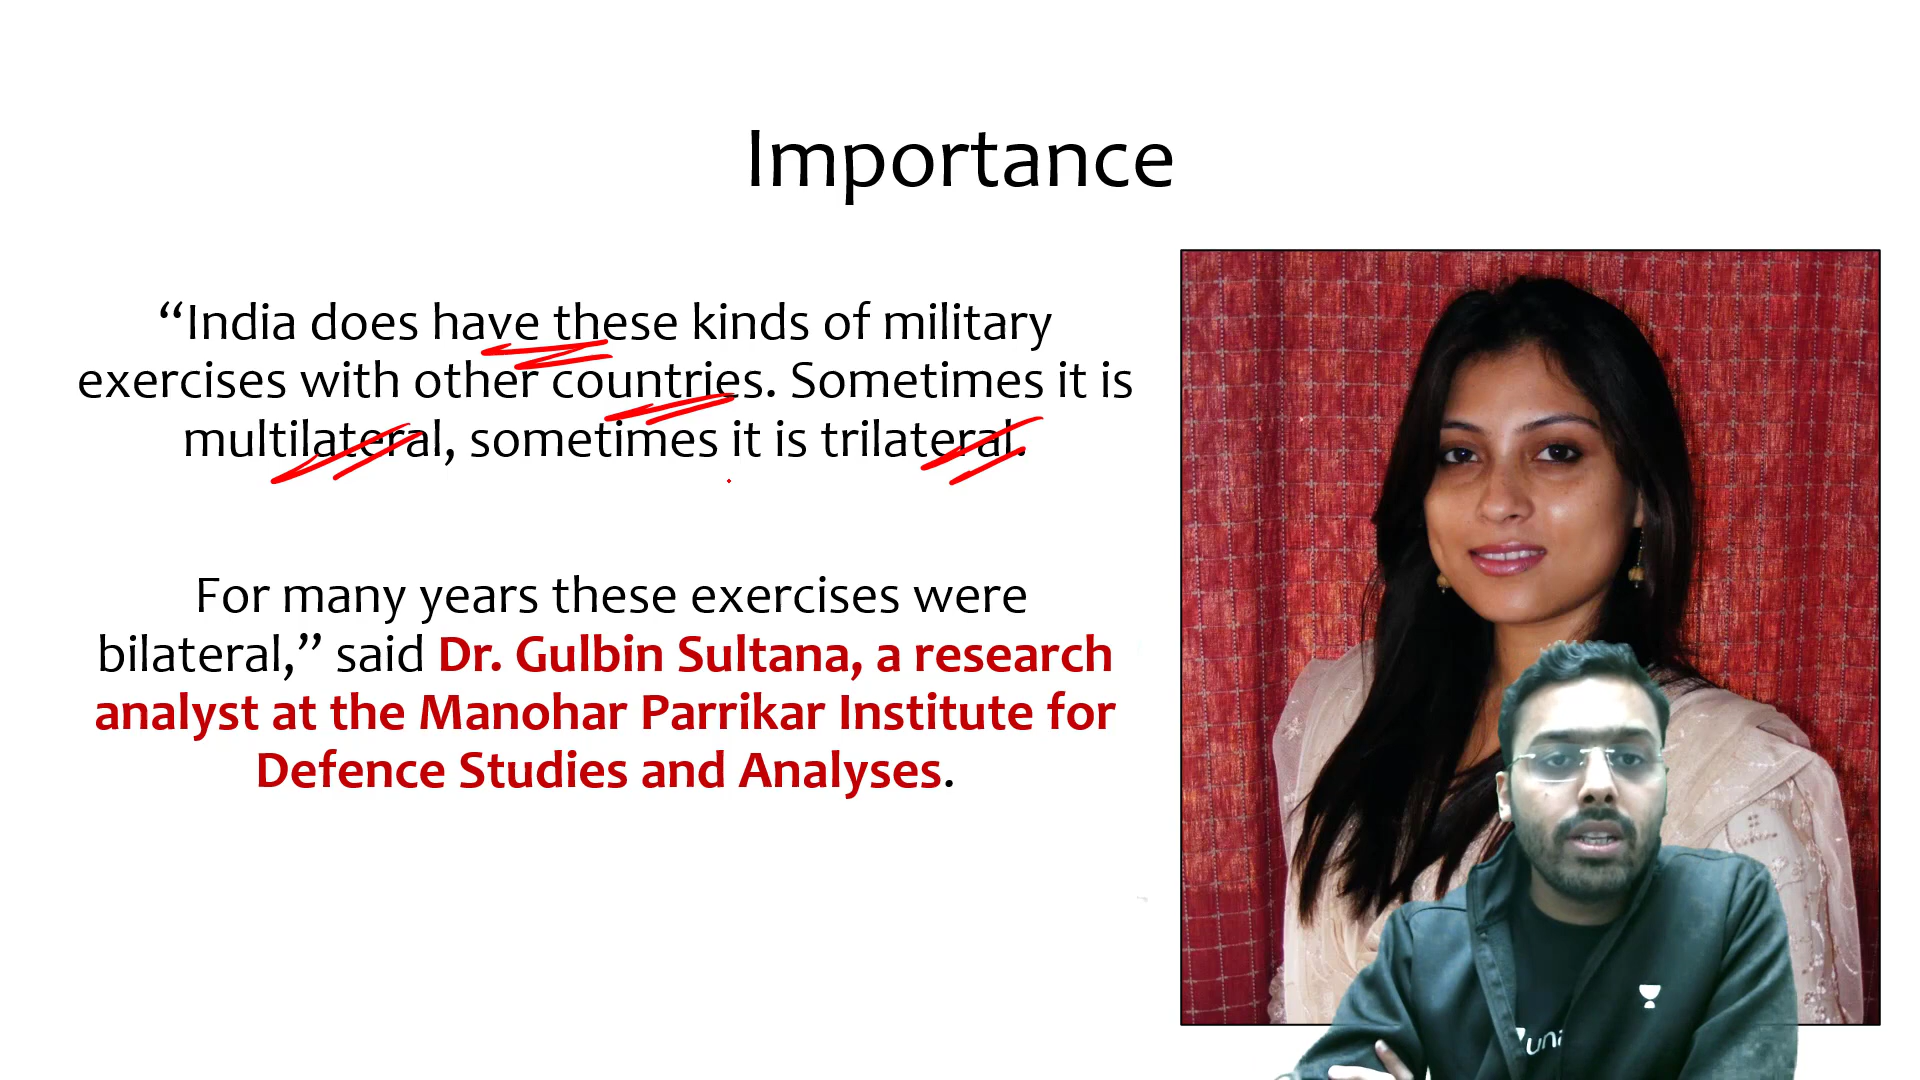 Importance
“India does have these kinds of military
exercises with other countries. Sometimes it is
multilateral, sometimes it is trilateral.
For many years these exercises were
bilateral,” said Dr. Gulbin Sultana, a research
analyst at the Manohar Parrikar Institute for
Defence Studies and Analyses.